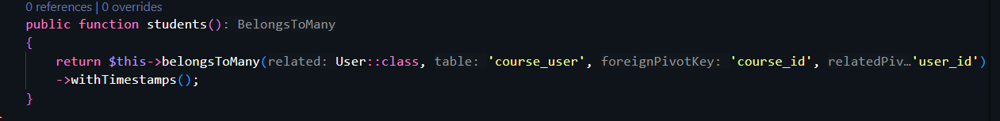 0 references | 0 overrides
public function students(): BelongsToMany
{
return $this->belongsToMany(related: User::class, table: 'course_user', foreignPivotKey: 'course_id', relatedPiv…'user_id')
->withTimestamps();
}